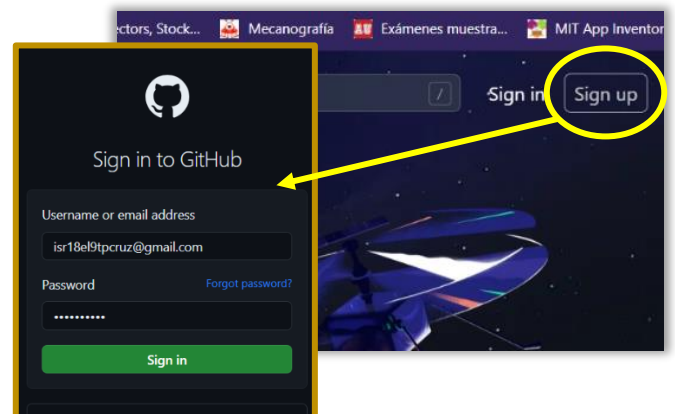 ectors, Stock...
Mecanografía
Exámenes muestra...
MIT App Inventor
/
Sign in
Sign up
Sign in to GitHub
Username or email address
isr18el9tpcruz@gmail.com
Password
Forgot password?
••••••••••
Sign in